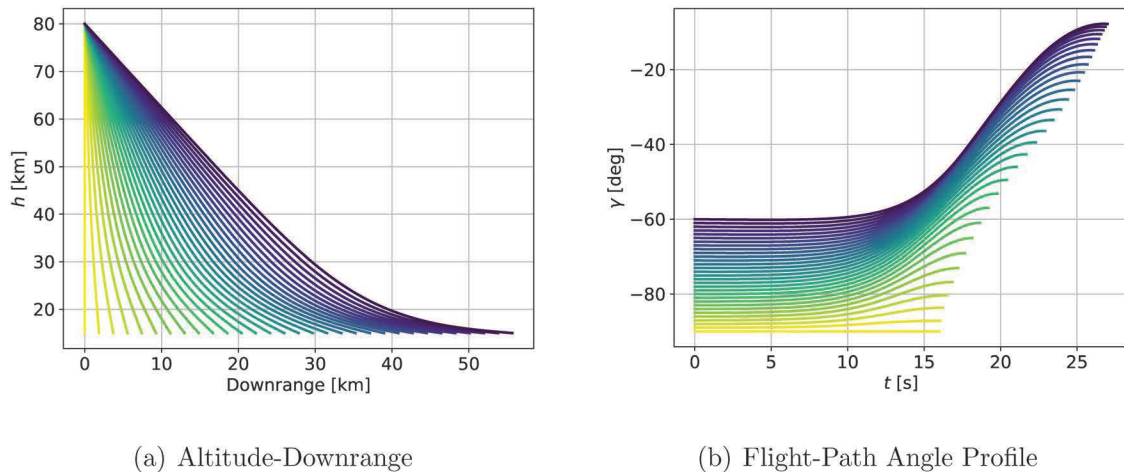 80
70
60
50
40
30
20
h [km]
0 10 20 30 40 50
Downrange [km]
(a) Altitude-Downrange
−20
−40
−60
−80
γ [deg]
0 5 10 15 20 25
t [s]
(b) Flight-Path Angle Profile